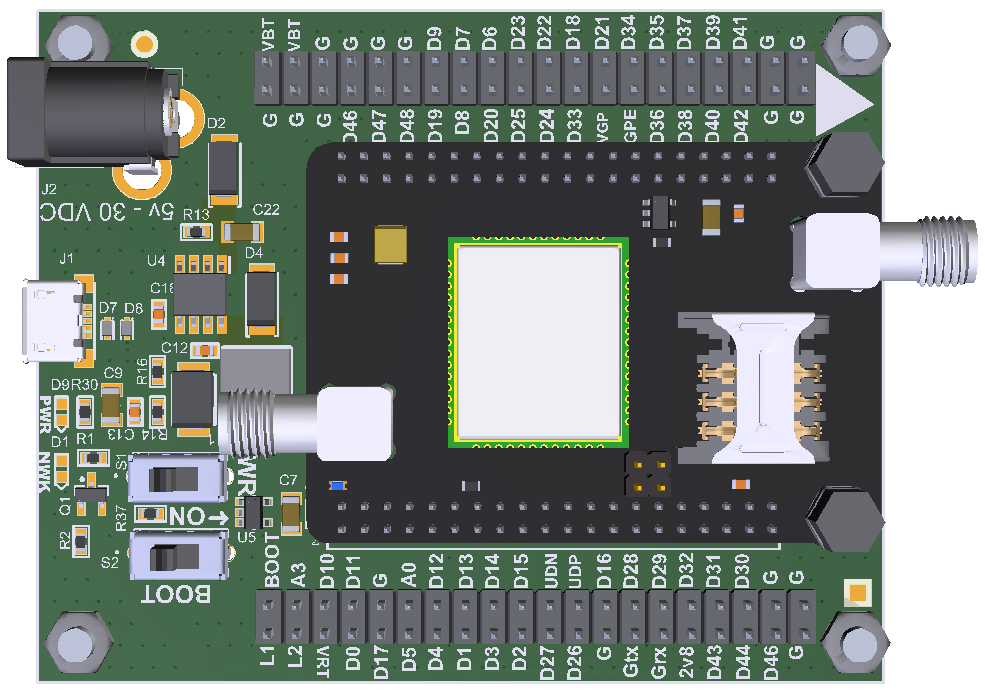 VBT VBT G G G G D9 D7 D6 D23 D22 D18 D21 D34 D35 D37 D39 D41 G G
G G G D46 D47 D48 D19 D8 D20 D25 D24 D33 VGP GPE D36 D38 D40 D42 G G
D2
J2
5v - 30 VDC
R13
C22
J1
U4
D4
C18
D7 D8
C12
R16
D9 R30 C9
PWR
D1 R1 C13 R14
1
NWK
S1
PWR
C7
Q1
R37
ON
U5
R2
S2
BOOT
BOOT A3 D10 D11 G A0 D12 D13 D14 D15 UDN UDP D16 D28 D29 D32 D31 D30 G G
L1 L2 VRT D0 D17 D5 D4 D1 D3 D2 D27 D26 G Gtx Grx 2v8 D43 D44 D46 G